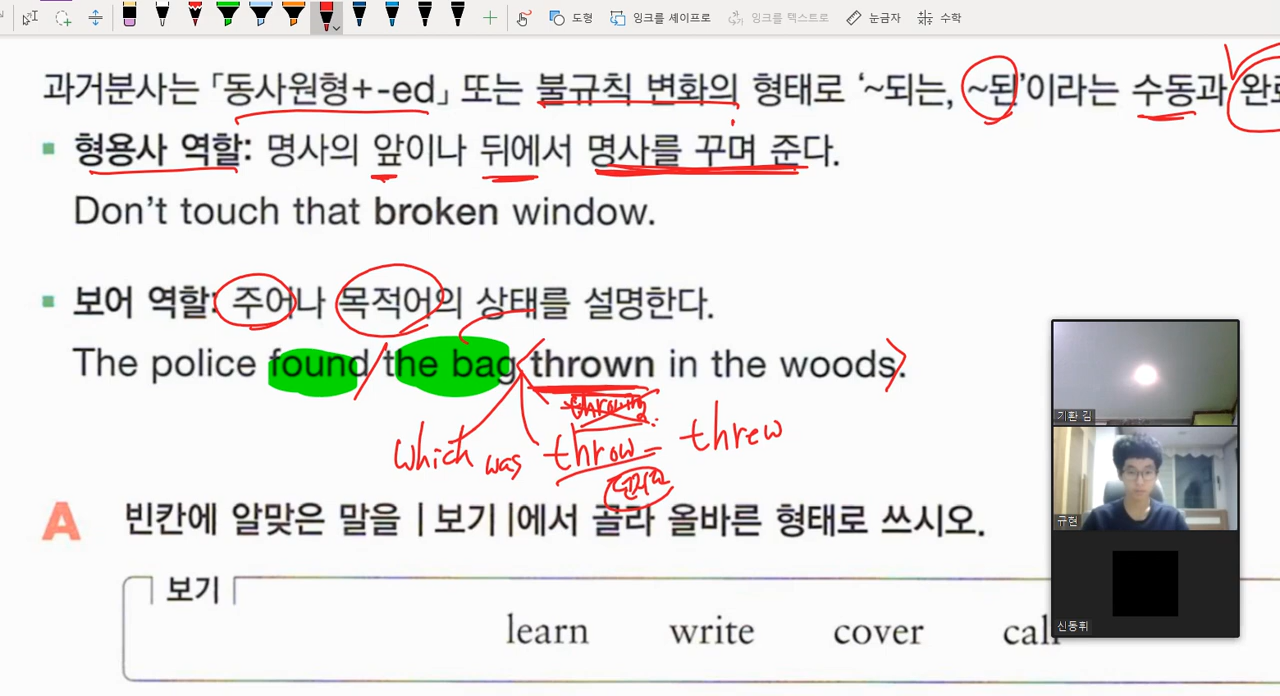 도형 잉크를 셰이프로 잉크를 텍스트로 눈금자 수학
과거분사는 「동사원형+-ed」 또는 불규칙 변화의 형태로 '~되는, ~된'이라는 수동과
■ 형용사 역할: 명사의 앞이나 뒤에서 명사를 꾸며 준다.
Don't touch that broken window.
■ 보어 역할: 주어나 목적어의 상태를 설명한다.
The police found / the bag <thrown in the woods>.
throwing
which was throw - threw
던지다
A 빈칸에 알맞은 말을 | 보기 |에서 골라 올바른 형태로 쓰시오.
보기
learn write cover call
기환 김
규현
신동휘